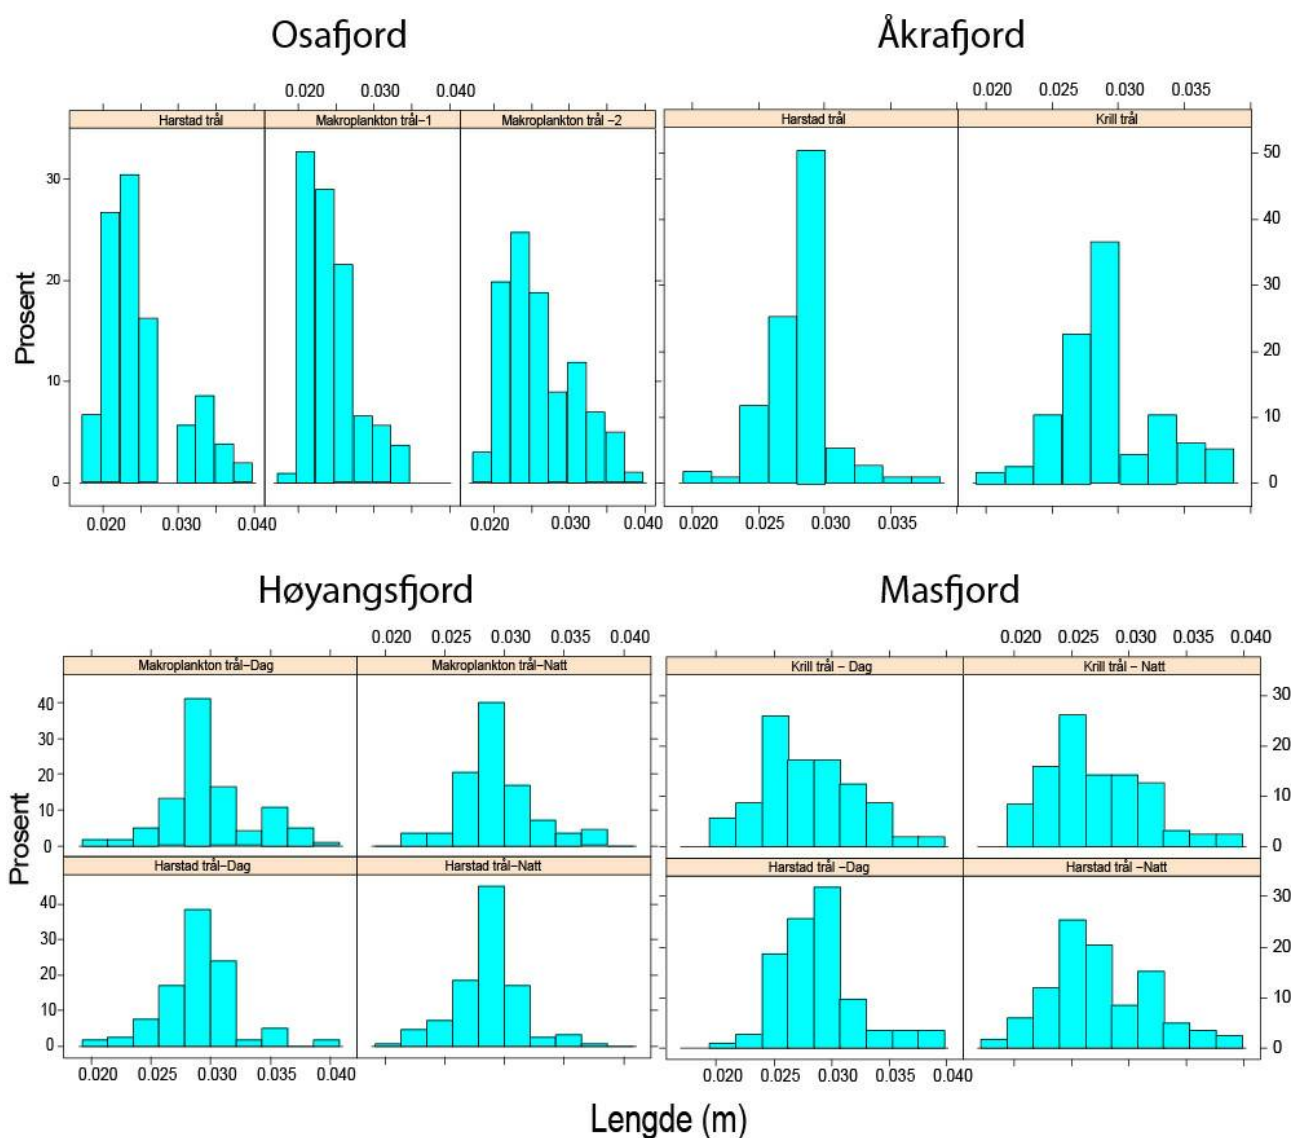 Osafjord
Åkrafjord
0.020 0.030 0.040
0.020 0.025 0.030 0.035
Harstad trål
Makroplankton trål-1
Makroplankton trål -2
Harstad trål
Krill trål
Prosent
30
20
10
0
50
40
30
20
10
0
0.020 0.030 0.040
0.020 0.030 0.040
0.020 0.025 0.030 0.035
Høyangsfjord
Masfjord
0.020 0.025 0.030 0.035 0.040
0.020 0.025 0.030 0.035 0.040
Makroplankton trål-Dag
Makroplankton trål-Natt
Krill trål - Dag
Krill trål - Natt
Prosent
40
30
20
10
0
30
20
10
0
Harstad trål-Dag
Harstad trål-Natt
Harstad trål -Dag
Harstad trål -Natt
40
30
20
10
0
30
20
10
0
0.020 0.025 0.030 0.035 0.040
0.020 0.025 0.030 0.035 0.040
Lengde (m)